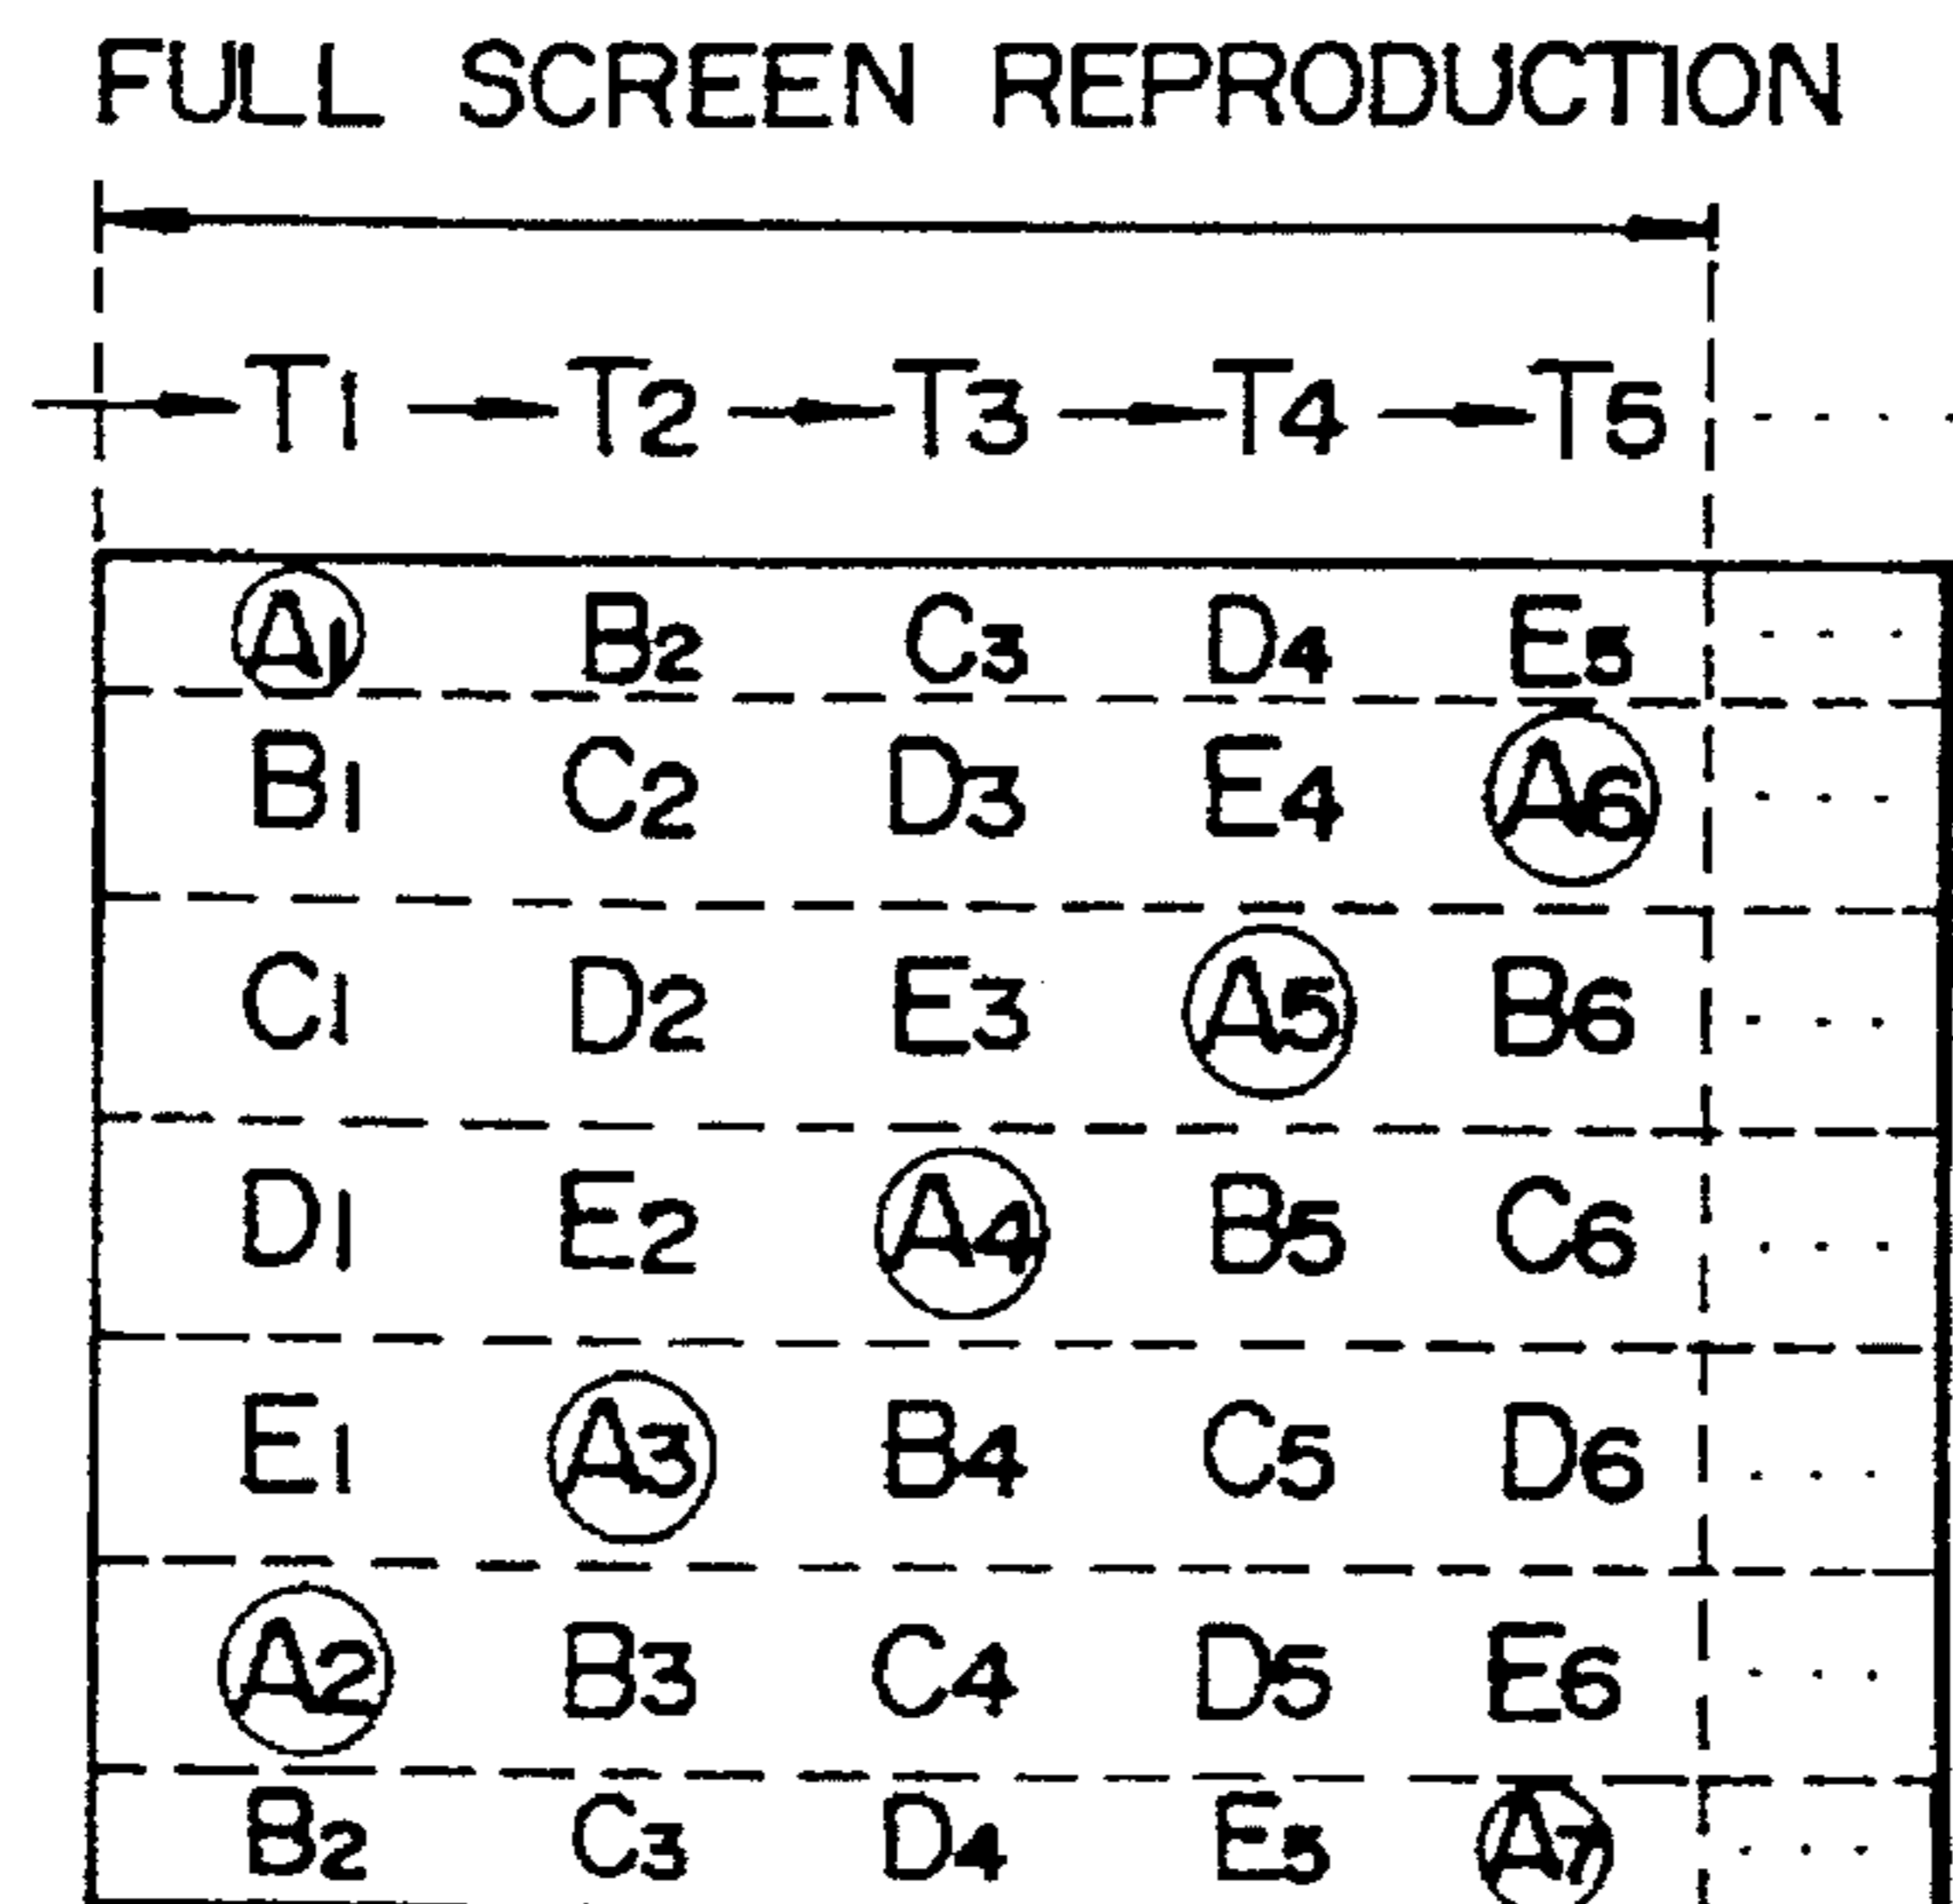 FULL SCREEN REPRODUCTION
T1 T2 T3 T4 T5 . . .
A1 B2 C3 D4 E5 . . .
B1 C2 D3 E4 A6 . . .
C1 D2 E3 A5 B6 . . .
D1 E2 A4 B5 C6 . . .
E1 A3 B4 C5 D6 . . .
A2 B3 C4 D5 E6 . . .
B2 C3 D4 E5 A7 . . .